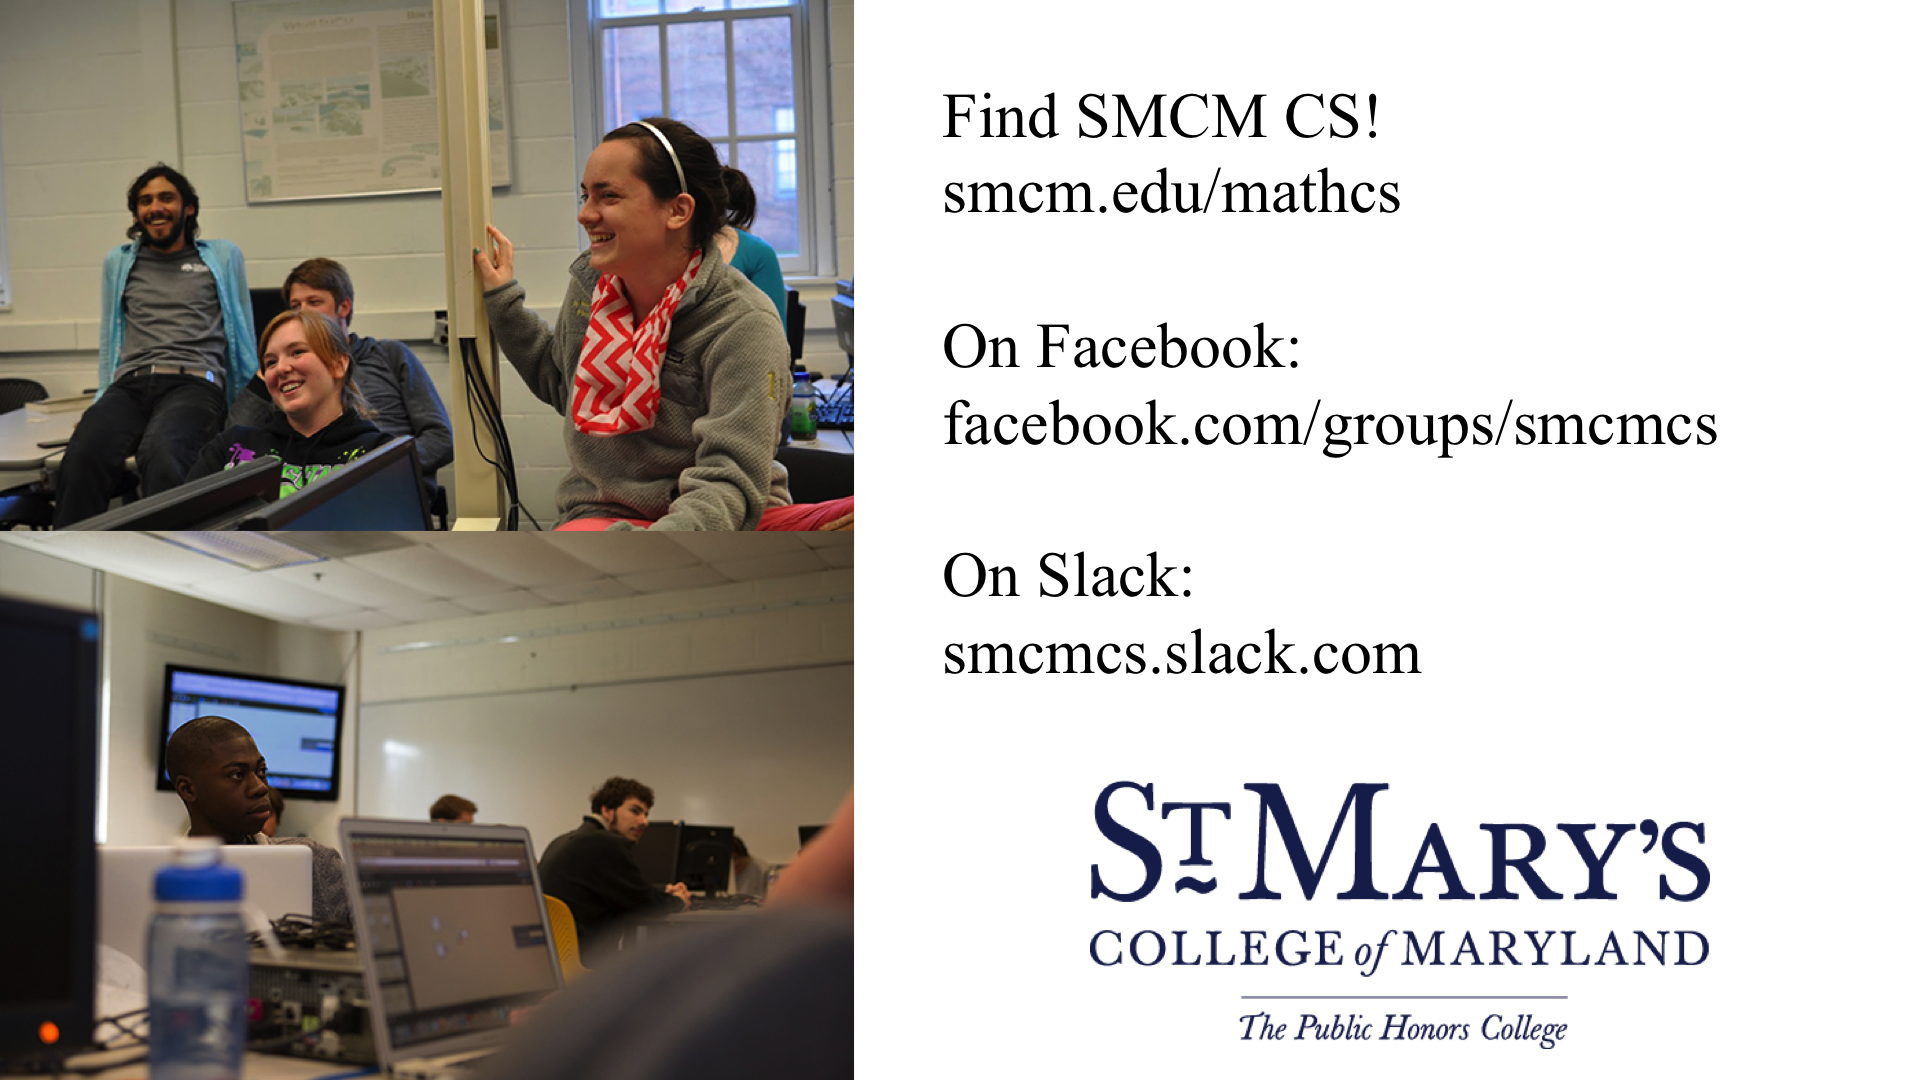 Find SMCM CS!
smcm.edu/mathcs
On Facebook:
facebook.com/groups/smcmcs
On Slack:
smcmcs.slack.com
ST MARY'S
COLLEGE of MARYLAND
The Public Honors College